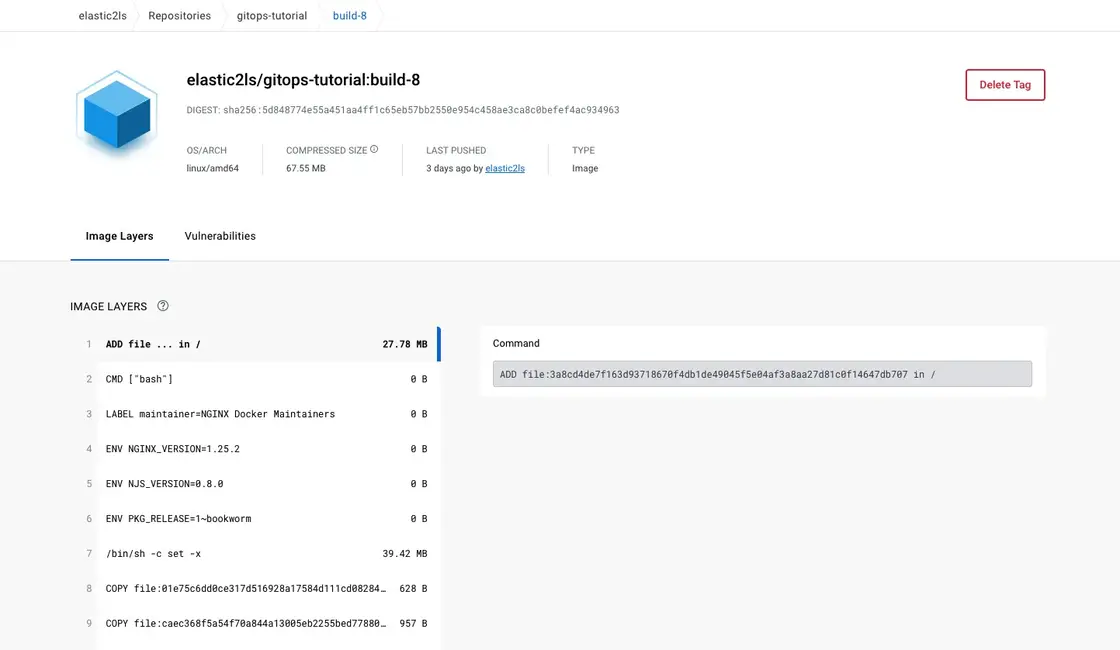 elastic2ls Repositories gitops-tutorial build-8
elastic2ls/gitops-tutorial:build-8
Delete Tag
DIGEST: sha256:5d848774e55a451aa4ff1c65eb57bb2550e954c458ae3ca8c0befef4ac934963
OS/ARCH COMPRESSED SIZE LAST PUSHED TYPE
linux/amd64 67.55 MB 3 days ago by elastic2ls Image
Image Layers Vulnerabilities
IMAGE LAYERS
1 ADD file ... in / 27.78 MB
2 CMD ["bash"] 0 B
3 LABEL maintainer=NGINX Docker Maintainers 0 B
4 ENV NGINX_VERSION=1.25.2 0 B
5 ENV NJS_VERSION=0.8.0 0 B
6 ENV PKG_RELEASE=1~bookworm 0 B
7 /bin/sh -c set -x 39.42 MB
8 COPY file:01e75c6dd0ce317d516928a17584d111cd08284… 628 B
9 COPY file:caec368f5a54f70a844a13005eb2255bed77880… 957 B
Command
ADD file:3a8cd4de7f163d93718670f4db1de49045f5e04af3a8aa27d81c0f14647db707 in /